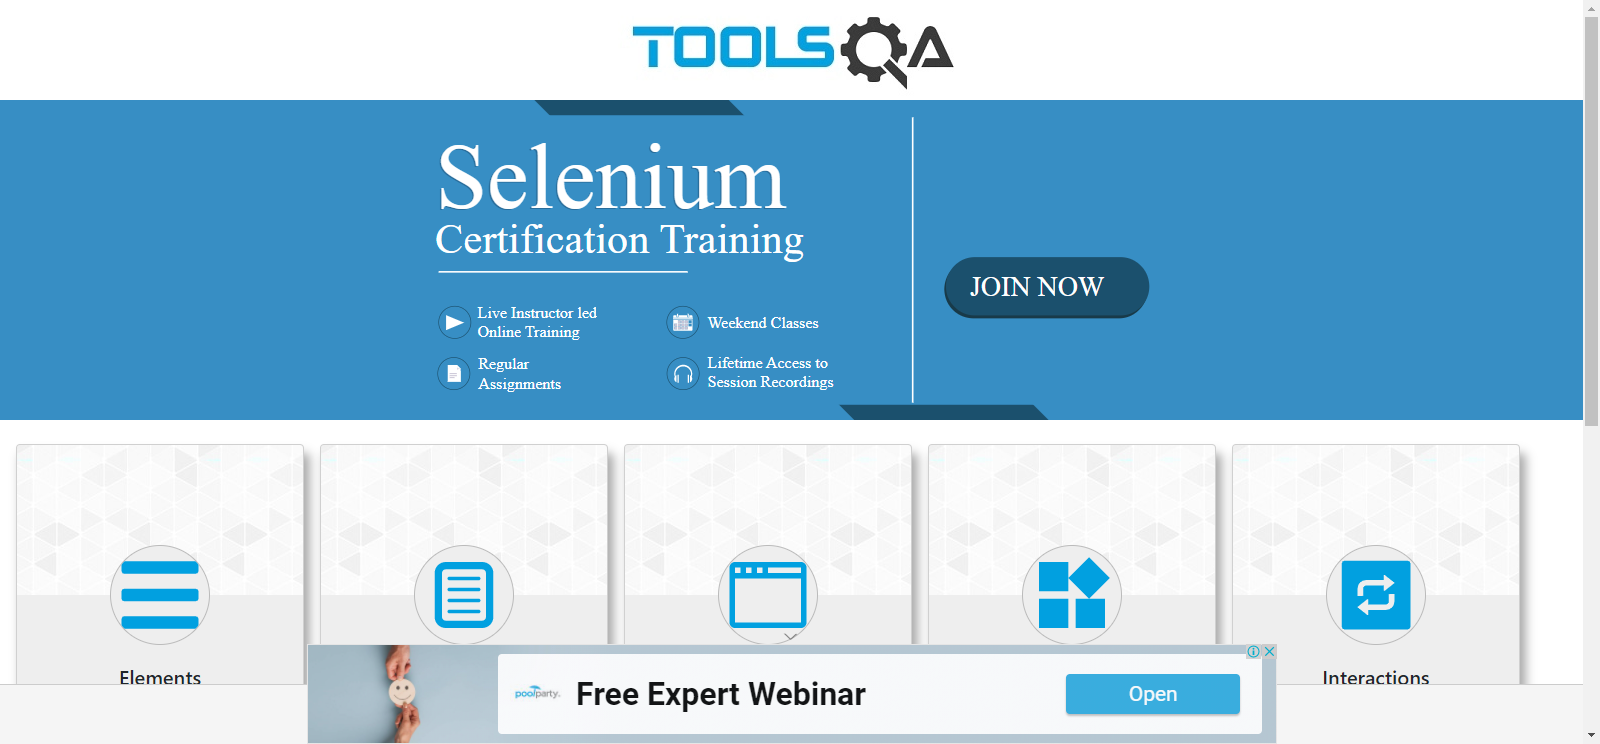 TOOLSQA
Selenium
Certification Training
JOIN NOW
Live Instructor led
Online Training
Weekend Classes
Regular
Assignments
Lifetime Access to
Session Recordings
Elements
Interactions
poolparty.
Free Expert Webinar
Open